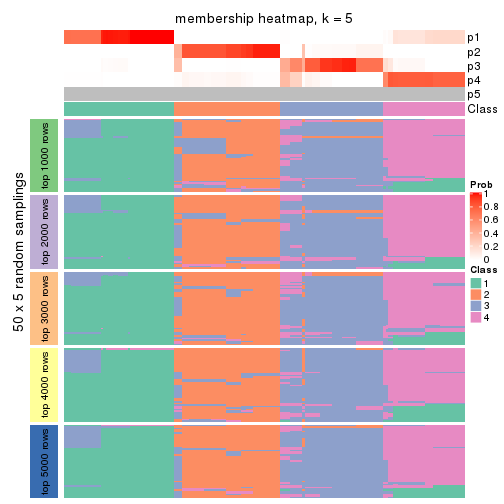 membership heatmap, k = 5
p1
p2
p3
p4
p5
Class
50 x 5 random samplings
top 1000 rows
top 2000 rows
top 3000 rows
top 4000 rows
top 5000 rows
Prob
1
0.8
0.6
0.4
0.2
0
Class
1
2
3
4